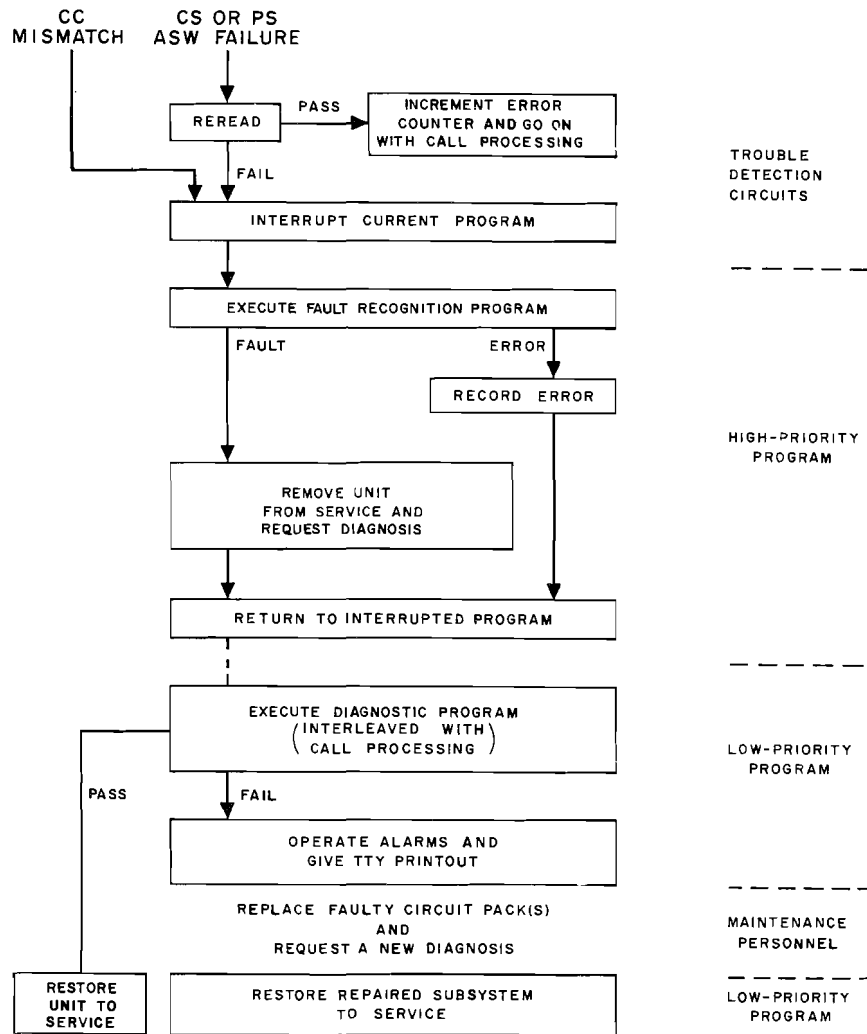 CC
MISMATCH
CS OR PS
ASW FAILURE
REREAD
PASS
INCREMENT ERROR
COUNTER AND GO ON
WITH CALL PROCESSING
FAIL
TROUBLE
DETECTION
CIRCUITS
INTERRUPT CURRENT PROGRAM
EXECUTE FAULT RECOGNITION PROGRAM
FAULT
ERROR
RECORD ERROR
HIGH-PRIORITY
PROGRAM
REMOVE UNIT
FROM SERVICE AND
REQUEST DIAGNOSIS
RETURN TO INTERRUPTED PROGRAM
EXECUTE DIAGNOSTIC PROGRAM
(INTERLEAVED WITH
CALL PROCESSING)
LOW-PRIORITY
PROGRAM
PASS
FAIL
OPERATE ALARMS AND
GIVE TTY PRINTOUT
REPLACE FAULTY CIRCUIT PACK(S)
AND
REQUEST A NEW DIAGNOSIS
MAINTENANCE
PERSONNEL
RESTORE
UNIT TO
SERVICE
RESTORE REPAIRED SUBSYSTEM
TO SERVICE
LOW-PRIORITY
PROGRAM